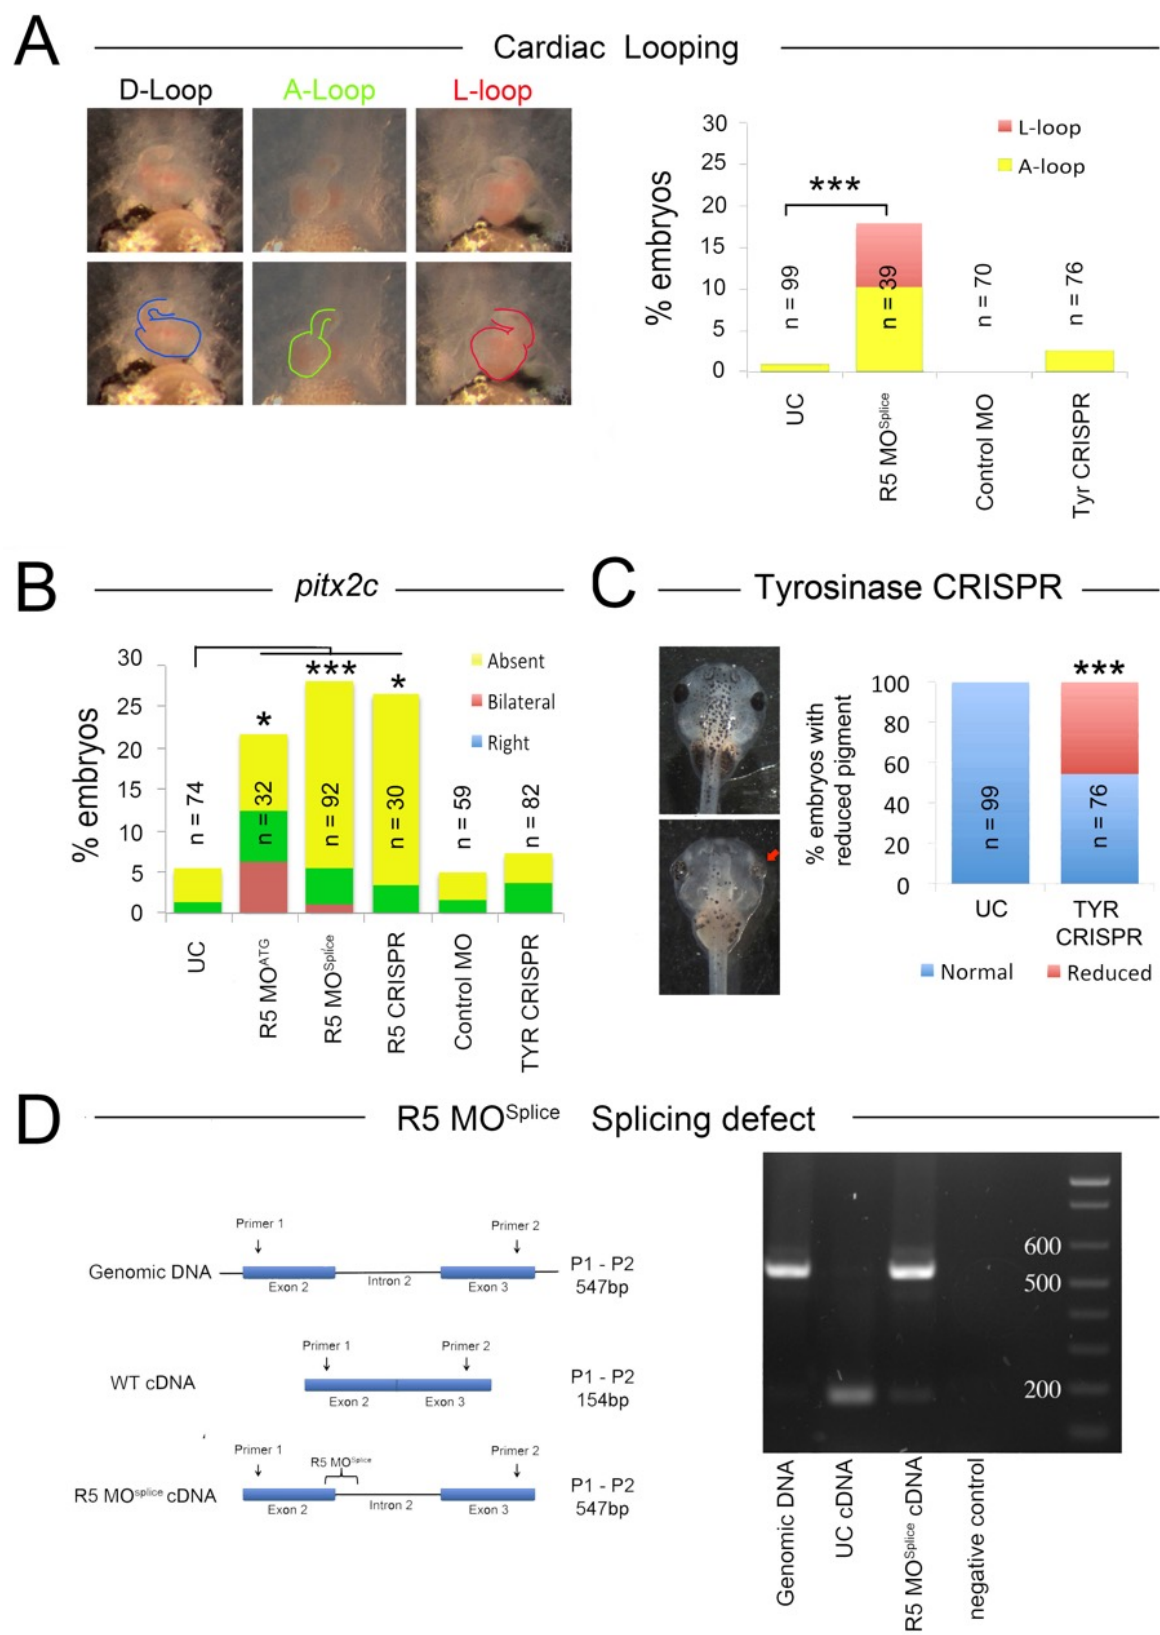 A
Cardiac Looping
D-Loop
A-Loop
L-loop
% embryos
30
25
20
15
10
5
0
***
L-loop
A-loop
n = 99
n = 39
n = 70
n = 76
UC
R5 MOSplice
Control MO
Tyr CRISPR
B
pitx2c
% embryos
30
25
20
15
10
5
0
*
***
*
Absent
Bilateral
Right
n = 74
n = 32
n = 92
n = 30
n = 59
n = 82
UC
R5 MOATG
R5 MOSplice
R5 CRISPR
Control MO
TYR CRISPR
C
Tyrosinase CRISPR
% embryos with
reduced pigment
100
80
60
40
20
0
***
n = 99
n = 76
UC
TYR
CRISPR
Normal
Reduced
D
R5 MOSplice Splicing defect
Primer 1
Primer 2
Genomic DNA
Exon 2
Intron 2
Exon 3
P1 - P2
547bp
Primer 1
Primer 2
WT cDNA
Exon 2
Exon 3
P1 - P2
154bp
Primer 1
R5 MOSplice
Primer 2
R5 MOsplice cDNA
Exon 2
Intron 2
Exon 3
P1 - P2
547bp
600
500
200
Genomic DNA
UC cDNA
R5 MOSplice cDNA
negative control